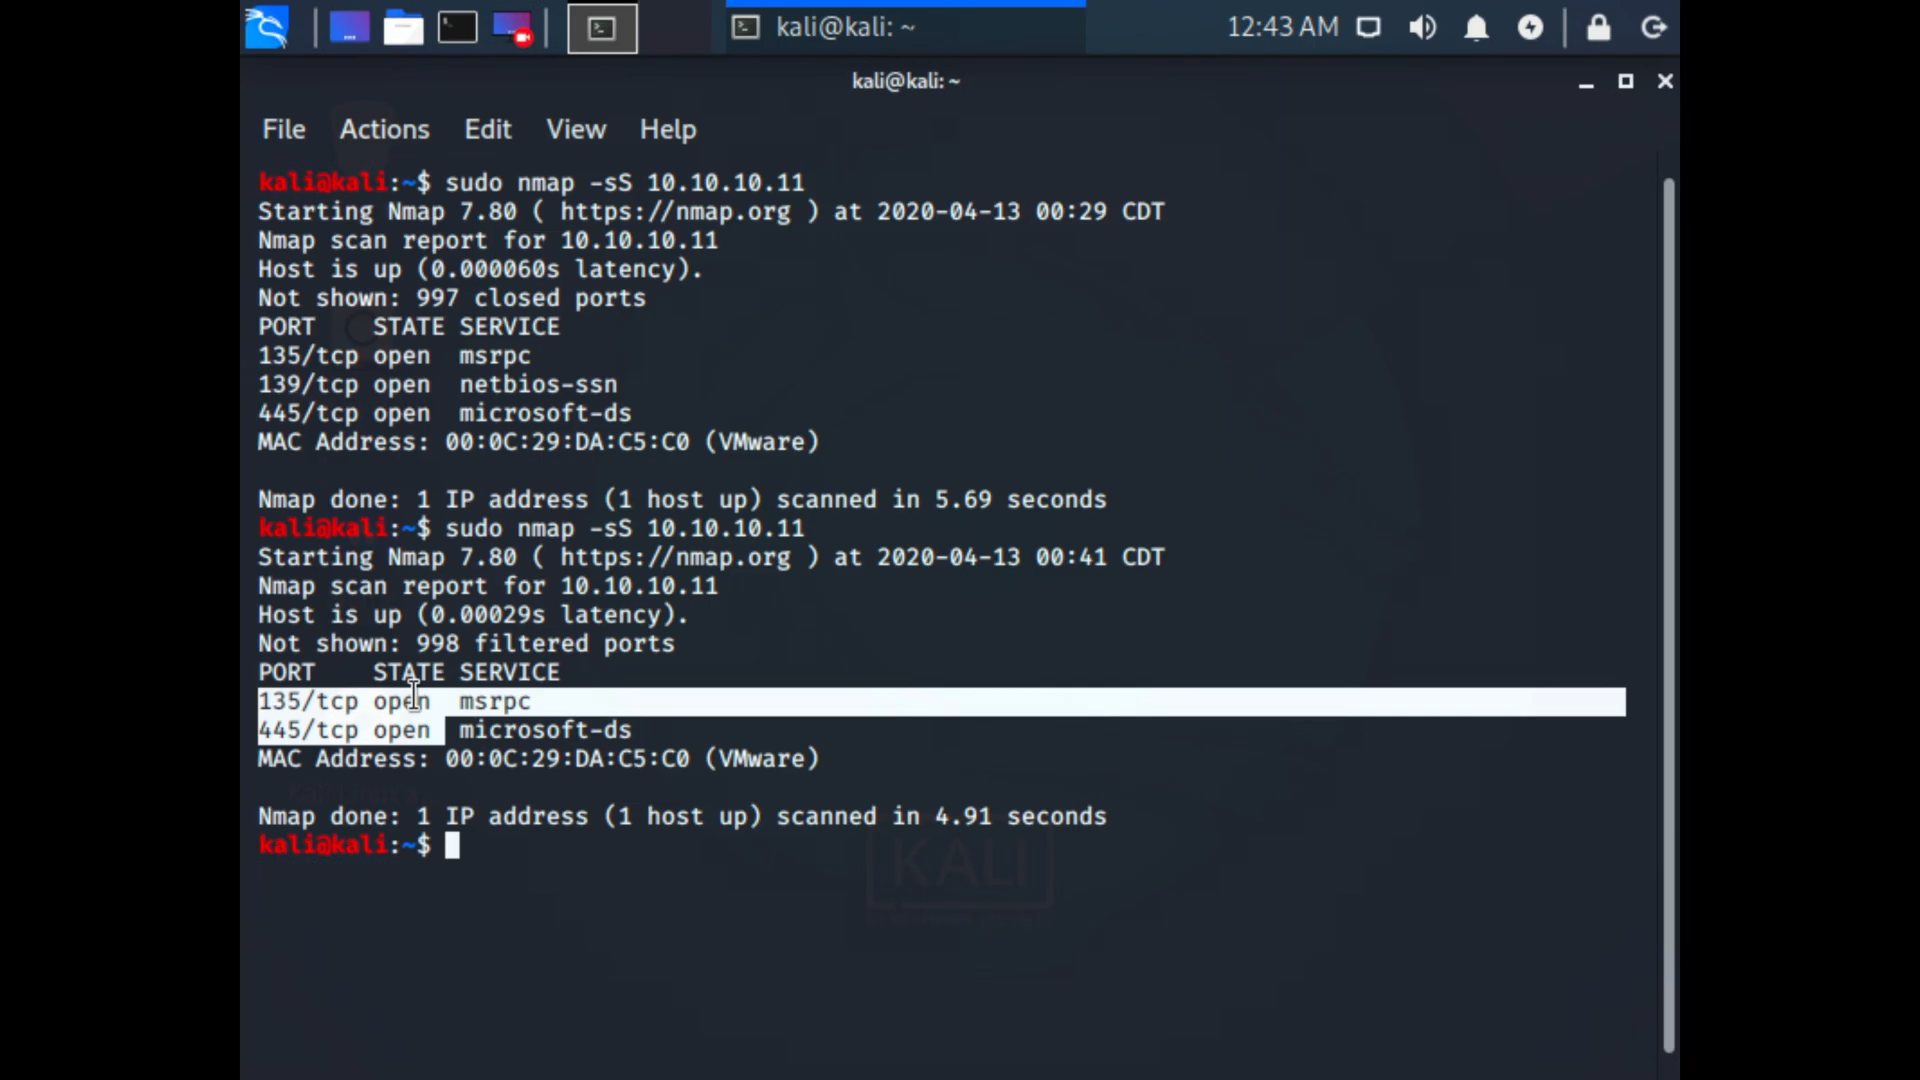 kali@kali: ~
12:43 AM
kali@kali: ~
File Actions Edit View Help
kali@kali:~$ sudo nmap -sS 10.10.10.11
Starting Nmap 7.80 ( https://nmap.org ) at 2020-04-13 00:29 CDT
Nmap scan report for 10.10.10.11
Host is up (0.000060s latency).
Not shown: 997 closed ports
PORT    STATE SERVICE
135/tcp open  msrpc
139/tcp open  netbios-ssn
445/tcp open  microsoft-ds
MAC Address: 00:0C:29:DA:C5:C0 (VMware)
Nmap done: 1 IP address (1 host up) scanned in 5.69 seconds
kali@kali:~$ sudo nmap -sS 10.10.10.11
Starting Nmap 7.80 ( https://nmap.org ) at 2020-04-13 00:41 CDT
Nmap scan report for 10.10.10.11
Host is up (0.00029s latency).
Not shown: 998 filtered ports
PORT    STATE SERVICE
135/tcp open  msrpc
445/tcp open  microsoft-ds
MAC Address: 00:0C:29:DA:C5:C0 (VMware)
Nmap done: 1 IP address (1 host up) scanned in 4.91 seconds
kali@kali:~$
KALI